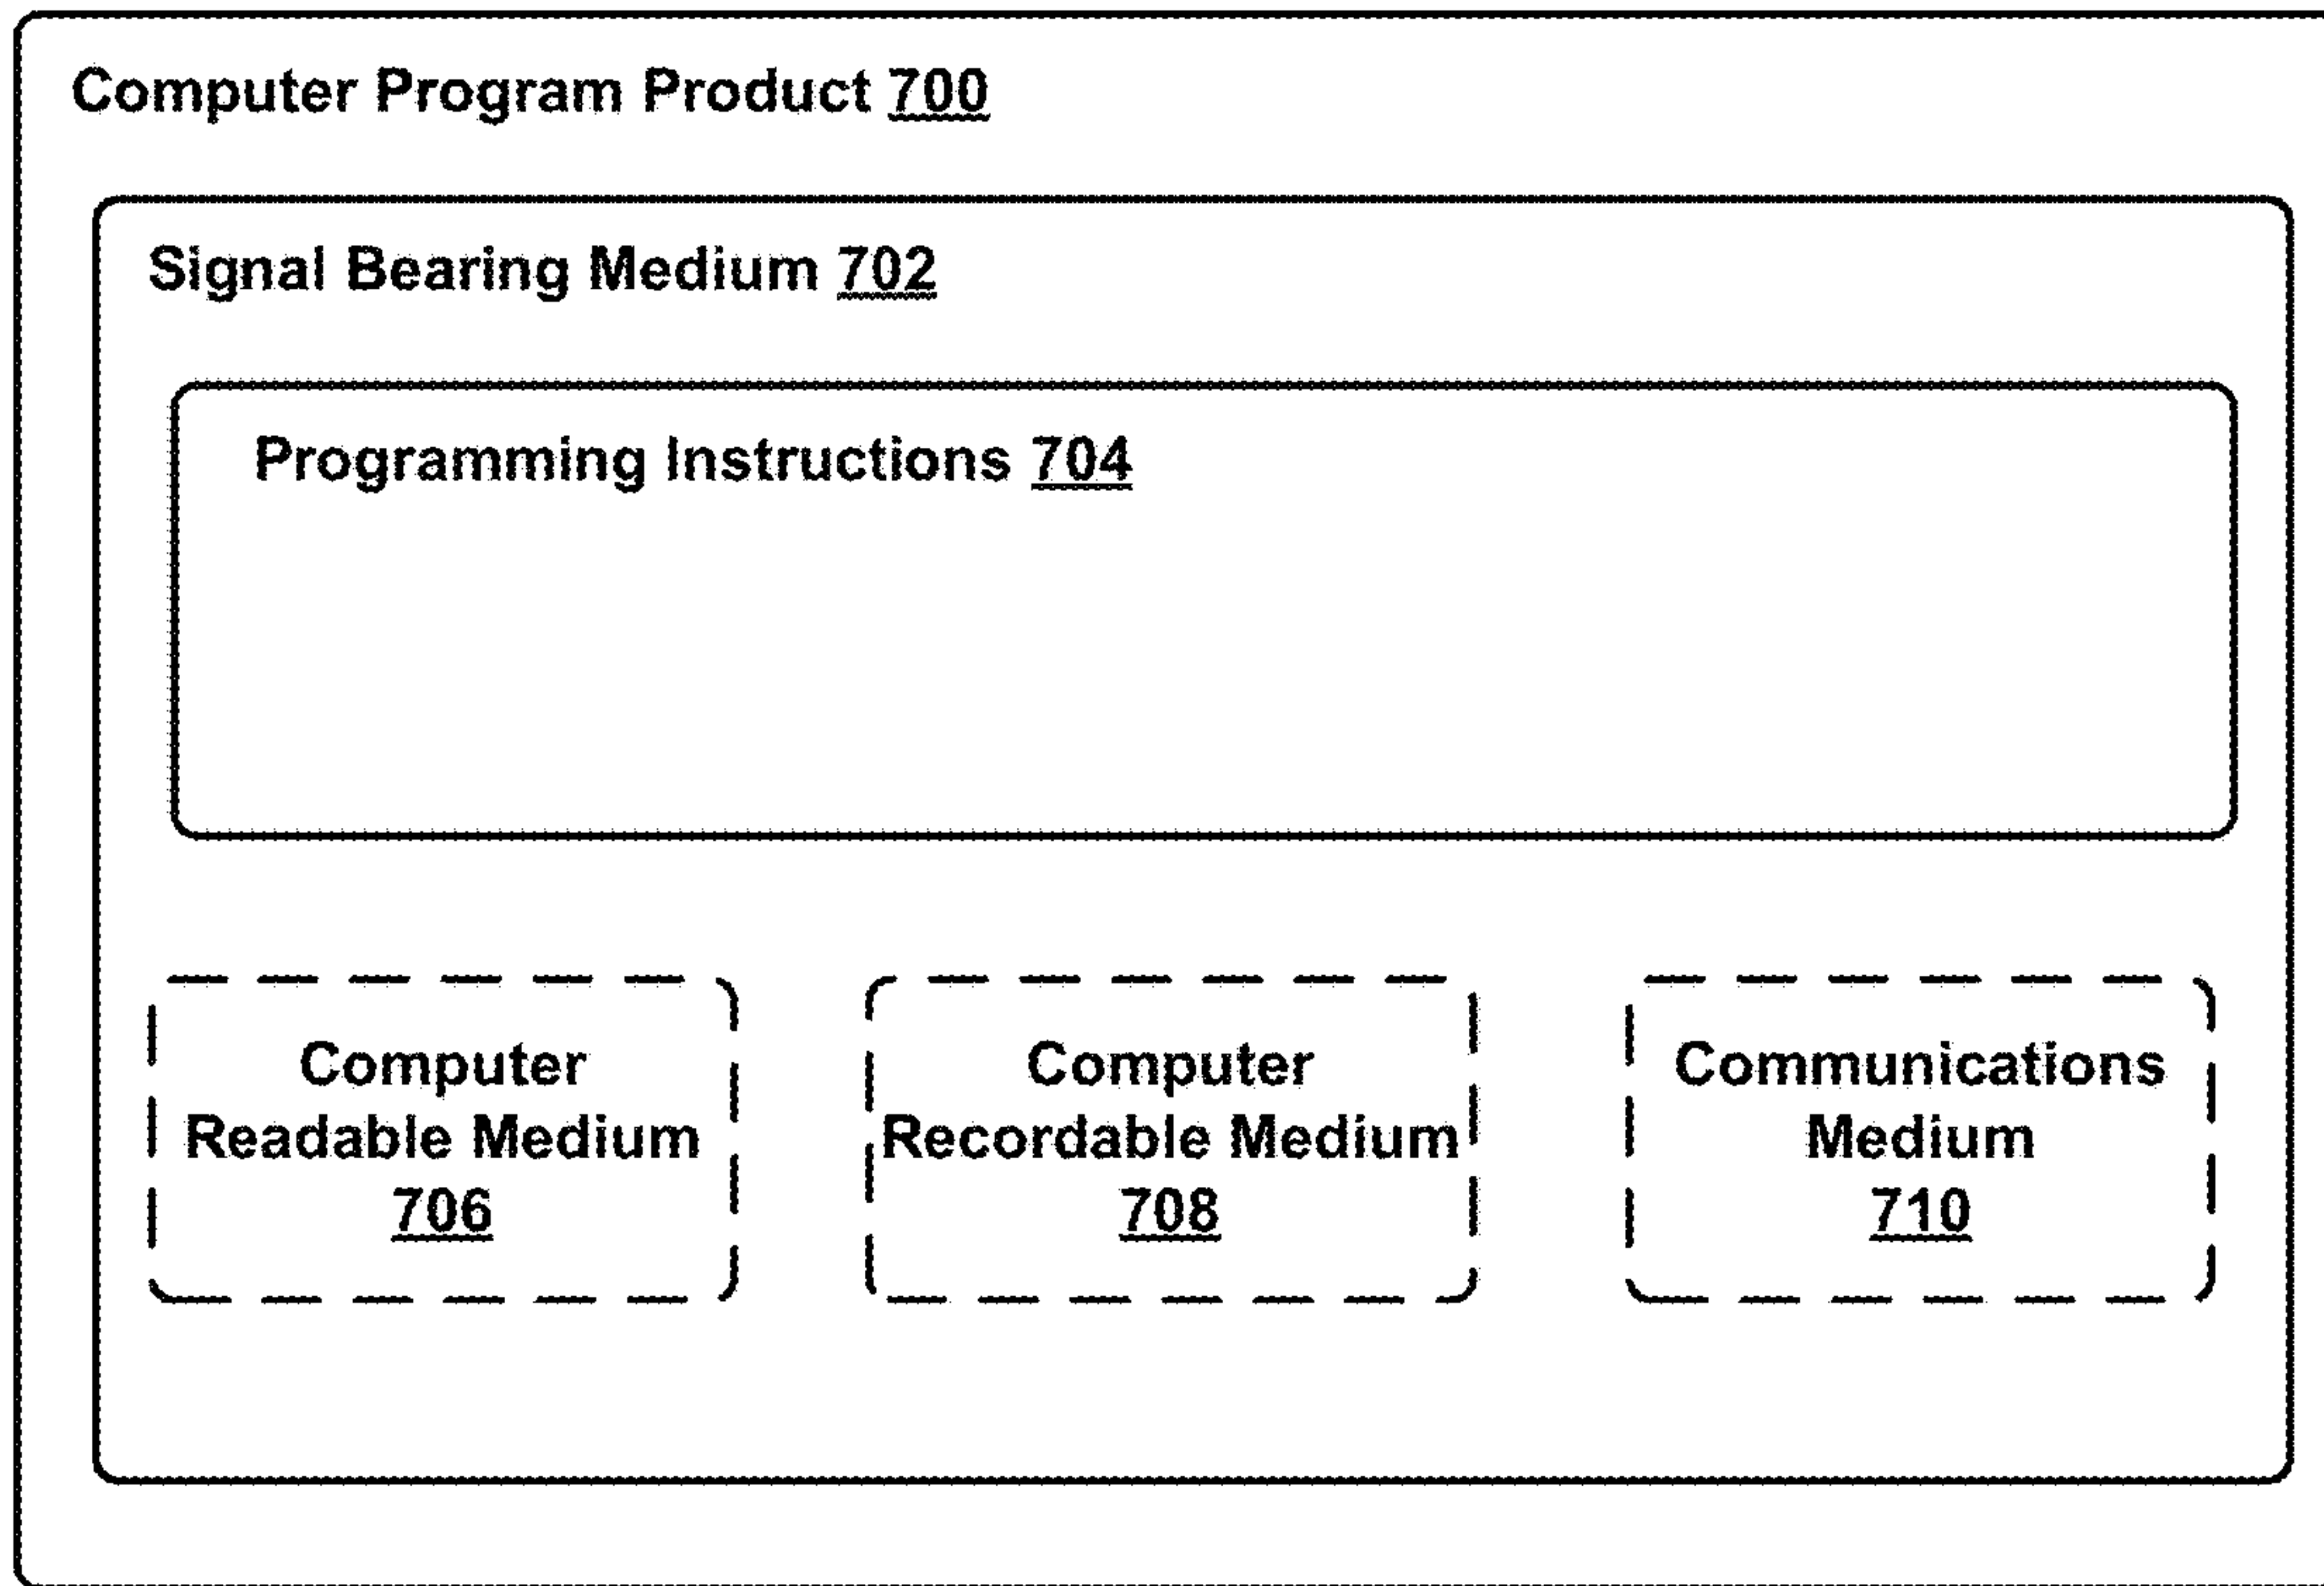 Computer Program Product 700
Signal Bearing Medium 702
Programming Instructions 704
Computer
Readable Medium
706
Computer
Recordable Medium
708
Communications
Medium
710